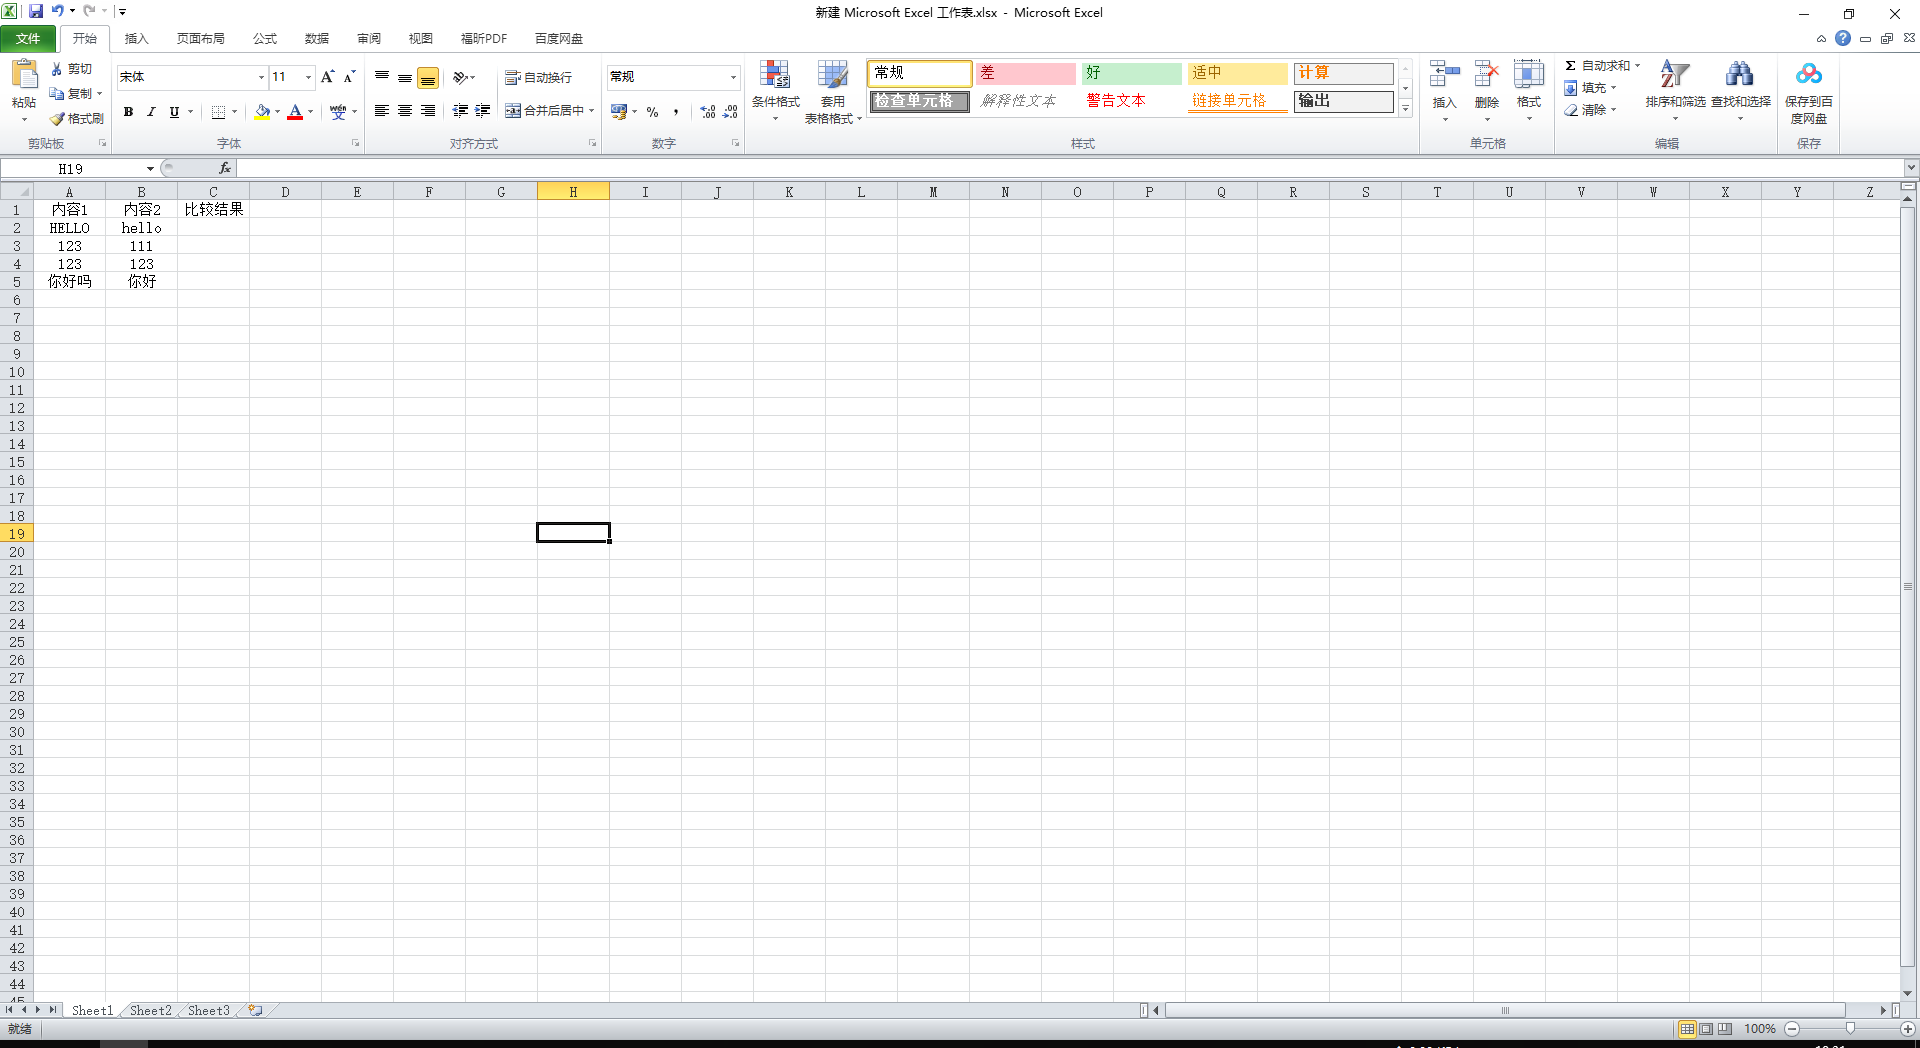 新建 Microsoft Excel 工作表.xlsx - Microsoft Excel
文件 开始 插入 页面布局 公式 数据 审阅 视图 福昕PDF 百度网盘
粘贴 剪切 复制 格式刷 剪贴板
宋体 11 B I U wén 文 字体
自动换行 合并后居中 对齐方式
常规 % , .00 数字
条件格式 套用表格格式
常规 差 好 适中 计算
检查单元格 解释性文本 警告文本 链接单元格 输出
样式
插入 删除 格式 单元格
Σ 自动求和 填充 清除 排序和筛选 查找和选择 编辑
保存到百度网盘 保存
H19 fx
A B C D E F G H I J K L M N O P Q R S T U V W X Y Z
1 内容1 内容2 比较结果
2 HELLO hello
3 123 111
4 123 123
5 你好吗 你好
6
7
8
9
10
11
12
13
14
15
16
17
18
19
20
21
22
23
24
25
26
27
28
29
30
31
32
33
34
35
36
37
38
39
40
41
42
43
44
45
Sheet1 Sheet2 Sheet3
就绪 100%